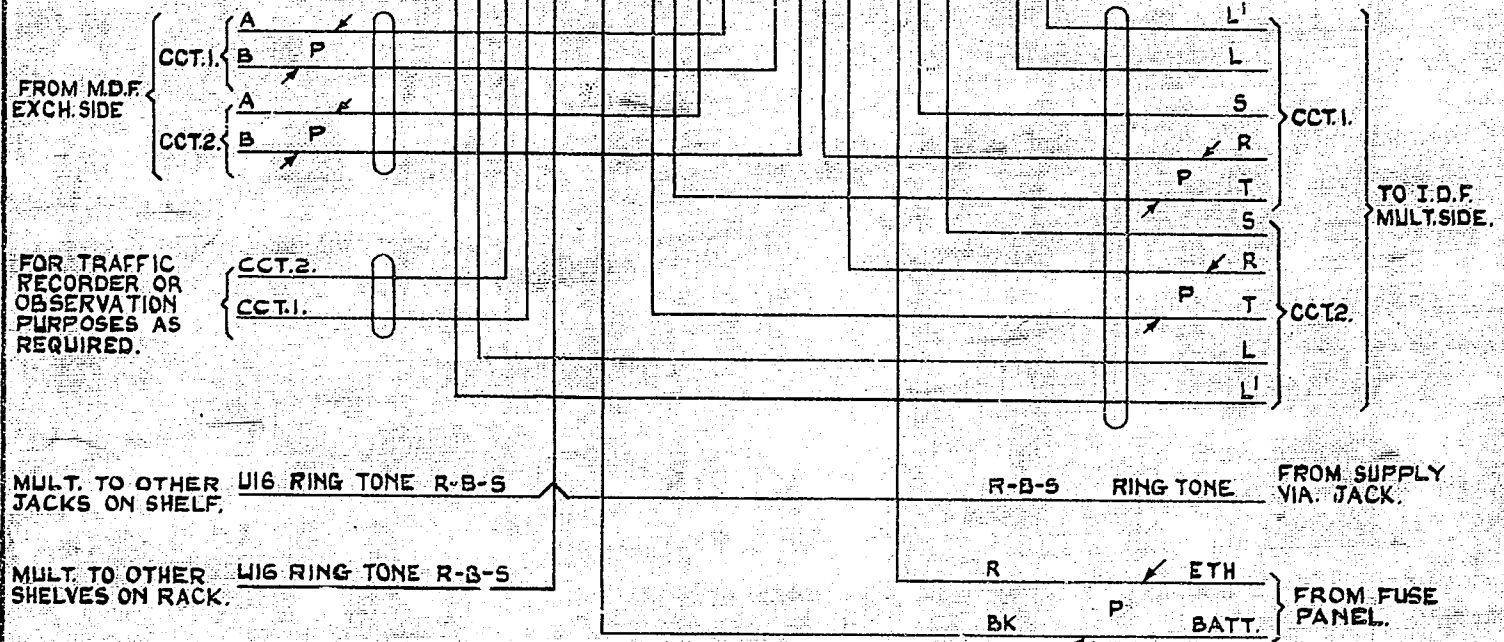 FROM M.D.F.
EXCH. SIDE
CCT.1.
A
P
B
CCT.2.
A
P
B
FOR TRAFFIC
RECORDER OR
OBSERVATION
PURPOSES AS
REQUIRED.
CCT.2.
CCT.1.
MULT. TO OTHER
JACKS ON SHELF.
U16 RING TONE R-B-S
MULT. TO OTHER
SHELVES ON RACK.
U16 RING TONE R-B-S
L'
L
S
R
P
T
CCT.1.
S
R
P
T
L
L'
CCT.2.
TO I.D.F.
MULT.SIDE.
R-B-S RING TONE
FROM SUPPLY
VIA. JACK.
R ETH
P
BK BATT.
FROM FUSE
PANEL.